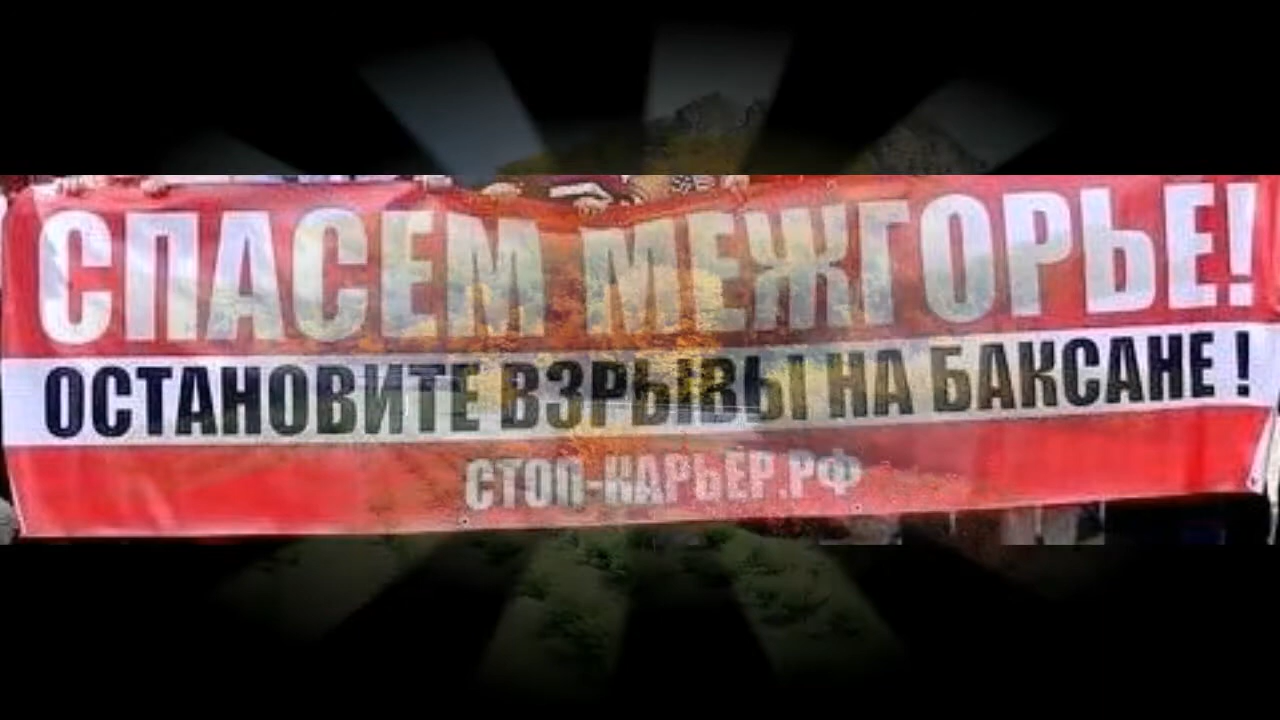 СПАСЕМ МЕЖГОРЬЕ!
ОСТАНОВИТЕ ВЗРЫВЫ НА БАКСАНЕ !
СТОП-КАРЬЕР.РФ